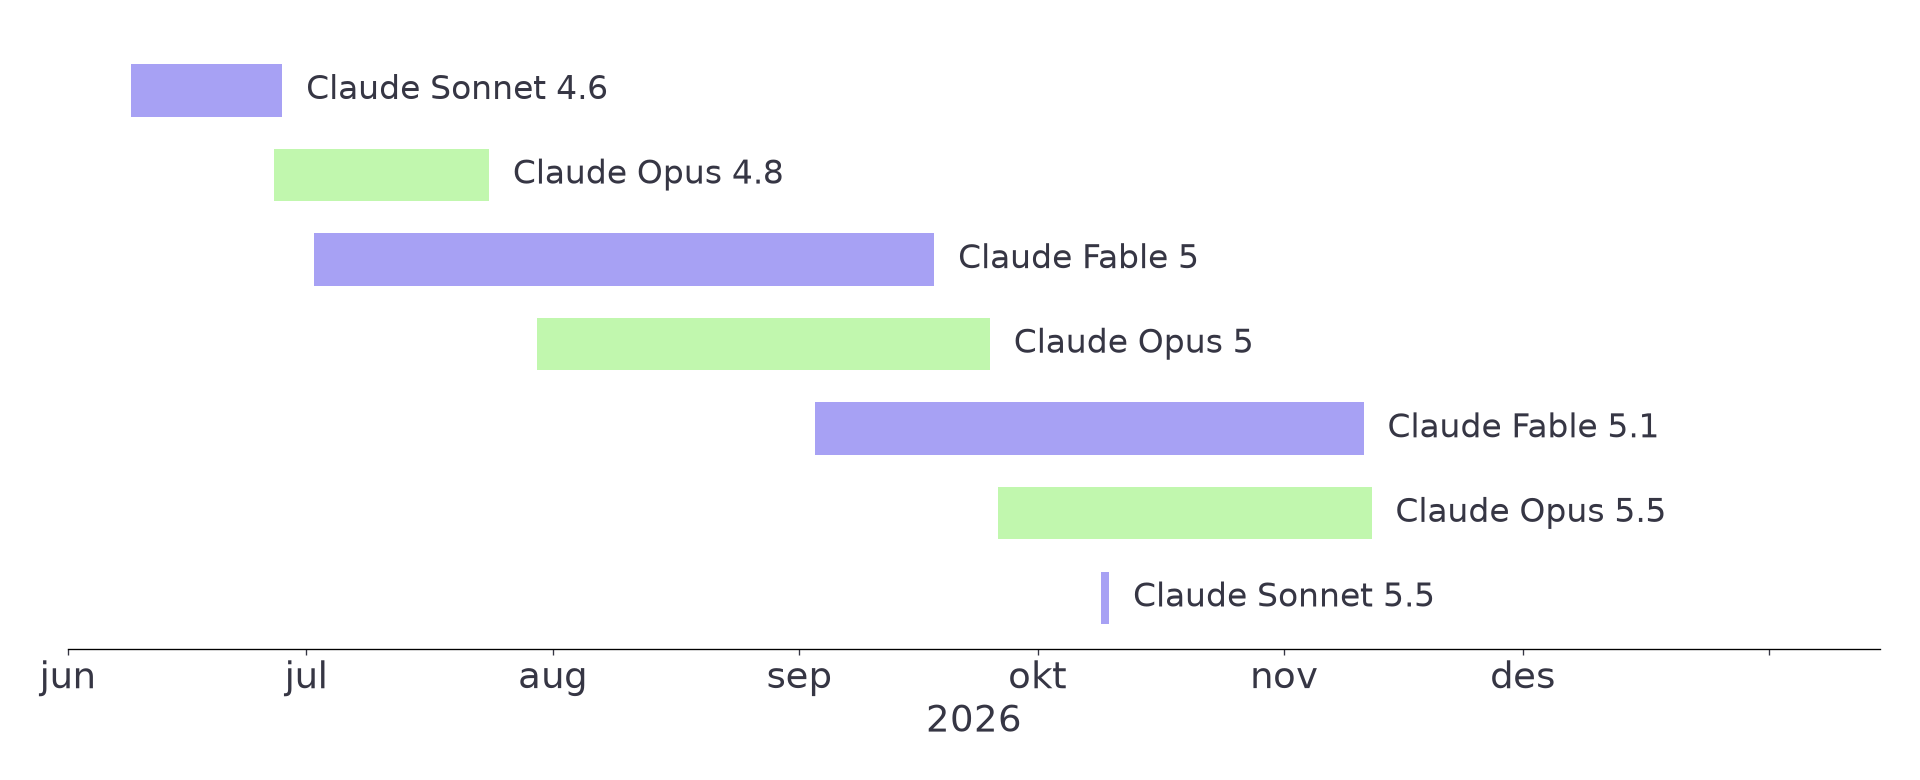 Claude Sonnet 4.6
Claude Opus 4.8
Claude Fable 5
Claude Opus 5
Claude Fable 5.1
Claude Opus 5.5
Claude Sonnet 5.5
jun jul aug sep okt nov des
2026